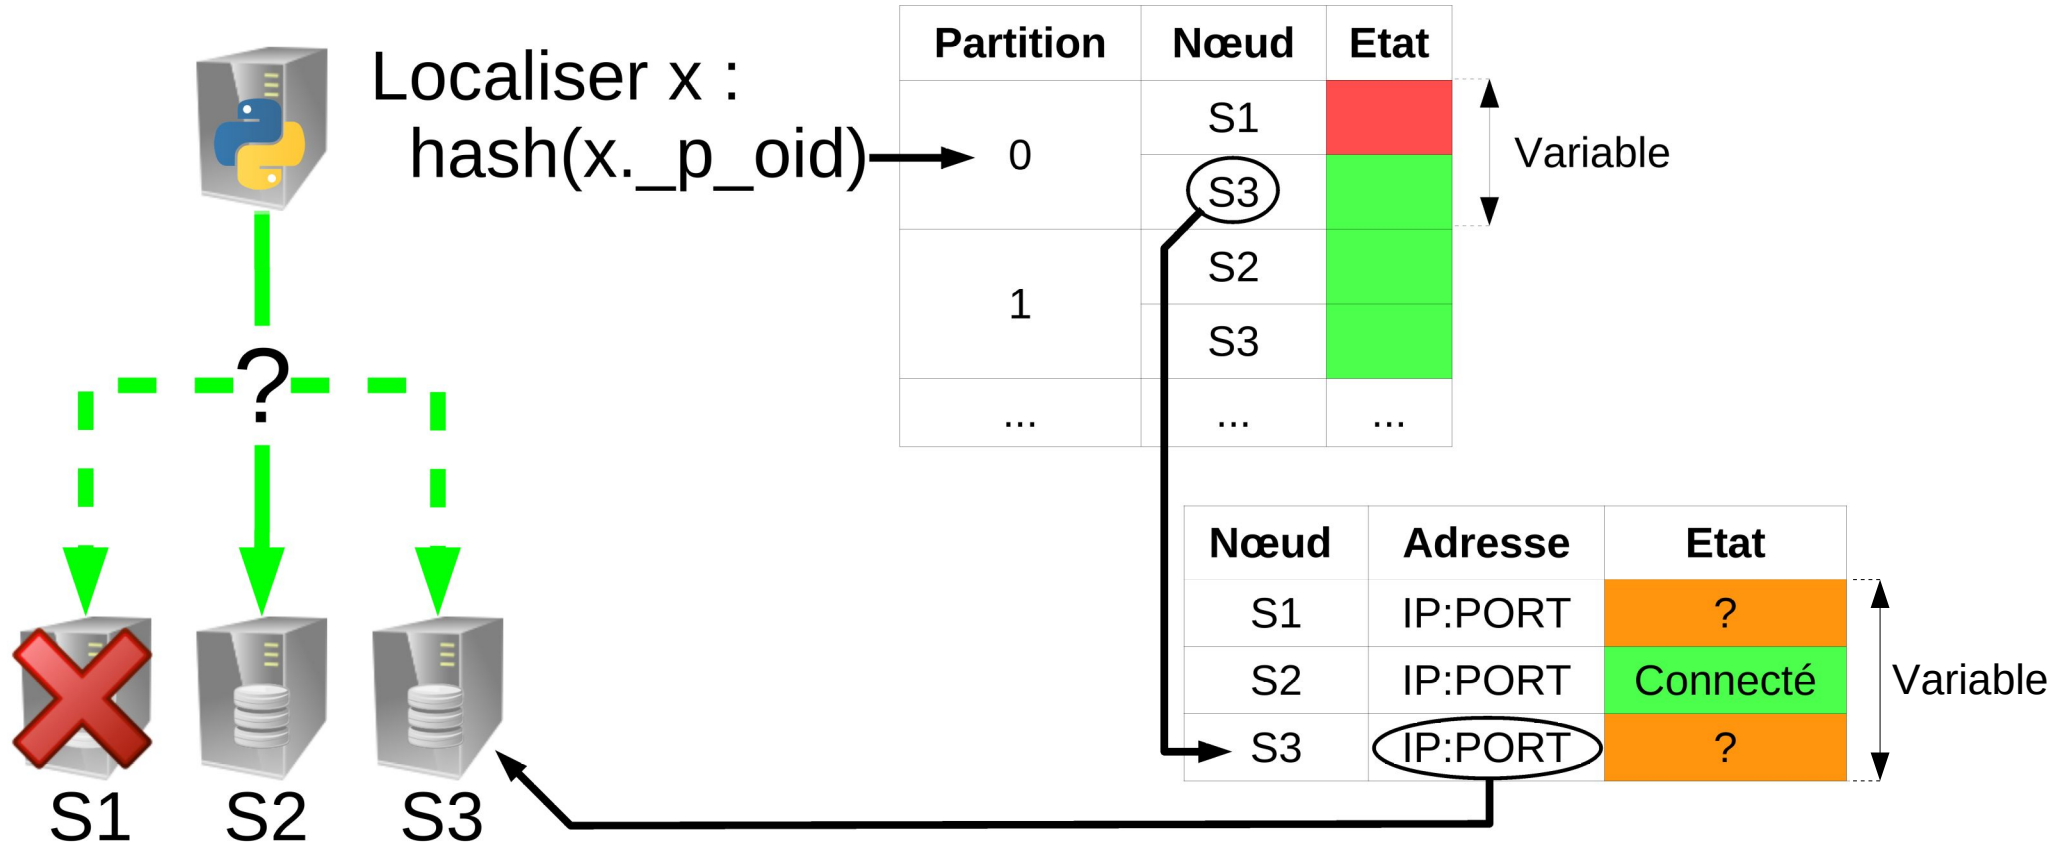 Localiser x :
hash(x._p_oid)
Partition Nœud Etat
0 S1
S3
1 S2
S3
... ... ...
Variable
?
Nœud Adresse Etat
S1 IP:PORT ?
S2 IP:PORT Connecté
S3 IP:PORT ?
Variable
S1 S2 S3